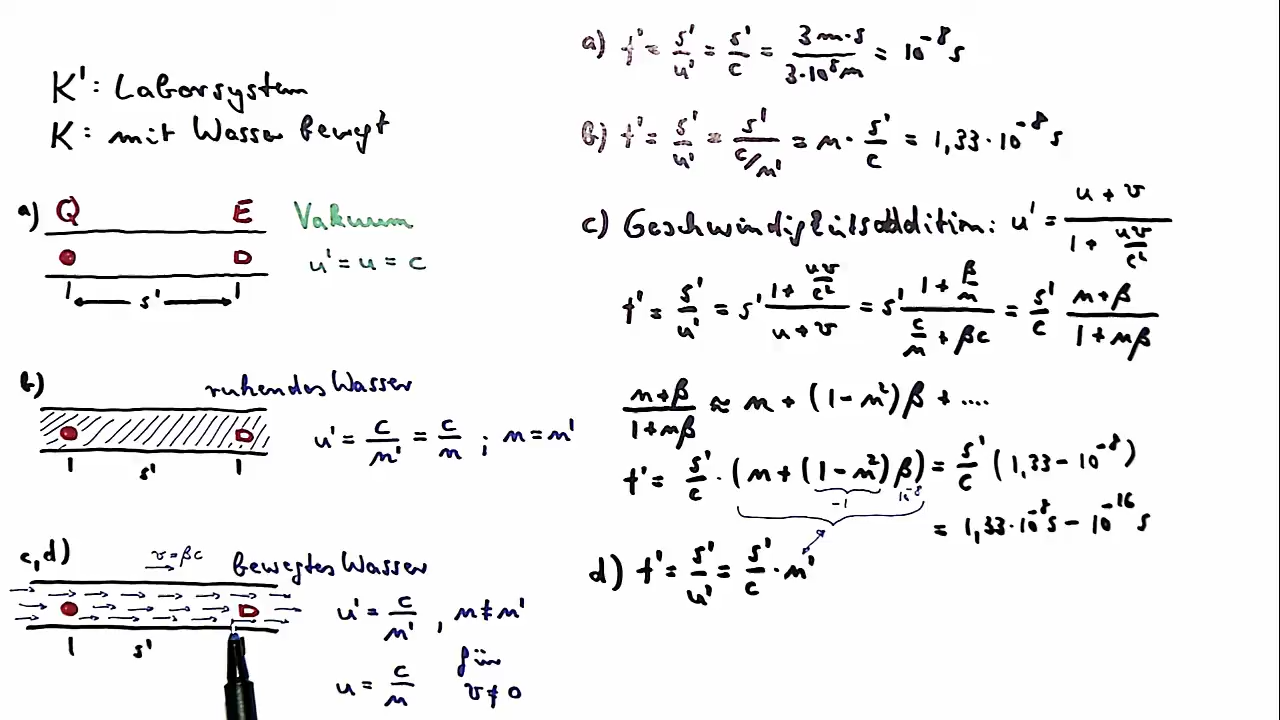 K': Laborsystem
K: mit Wasser bewegt
a) Q E Vakuum
D u' = u = c
s'
b) ruhendes Wasser
D u' = c/n' = c/n ; n = n'
s'
c,d) v = βc bewegtes Wasser
D u' = c/n' , n ≠ n'
s' für
u = c/n v ≠ 0
a) t' = s'/u' = s'/c = 3 m·s / 3·10⁸ m = 10⁻⁸ s
b) t' = s'/u' = s'/(c/n') = n · s'/c = 1,33·10⁻⁸ s
c) Geschwindigkeitsaddition: u' = (u + v)/(1 + uv/c²)
t' = s'/u' = s' (1 + uv/c²)/(u + v) = s' (1 + β/n)/(c/n + βc) = s'/c (n + β)/(1 + nβ)
(n + β)/(1 + nβ) ≈ n + (1 - n²)β + ....
t' = s'/c · (n + (1 - n²)β) = s'/c (1,33 - 10⁻⁸)
-1 10⁻⁸
= 1,33·10⁻⁸ s - 10⁻¹⁶ s
d) t' = s'/u' = s'/c · n'